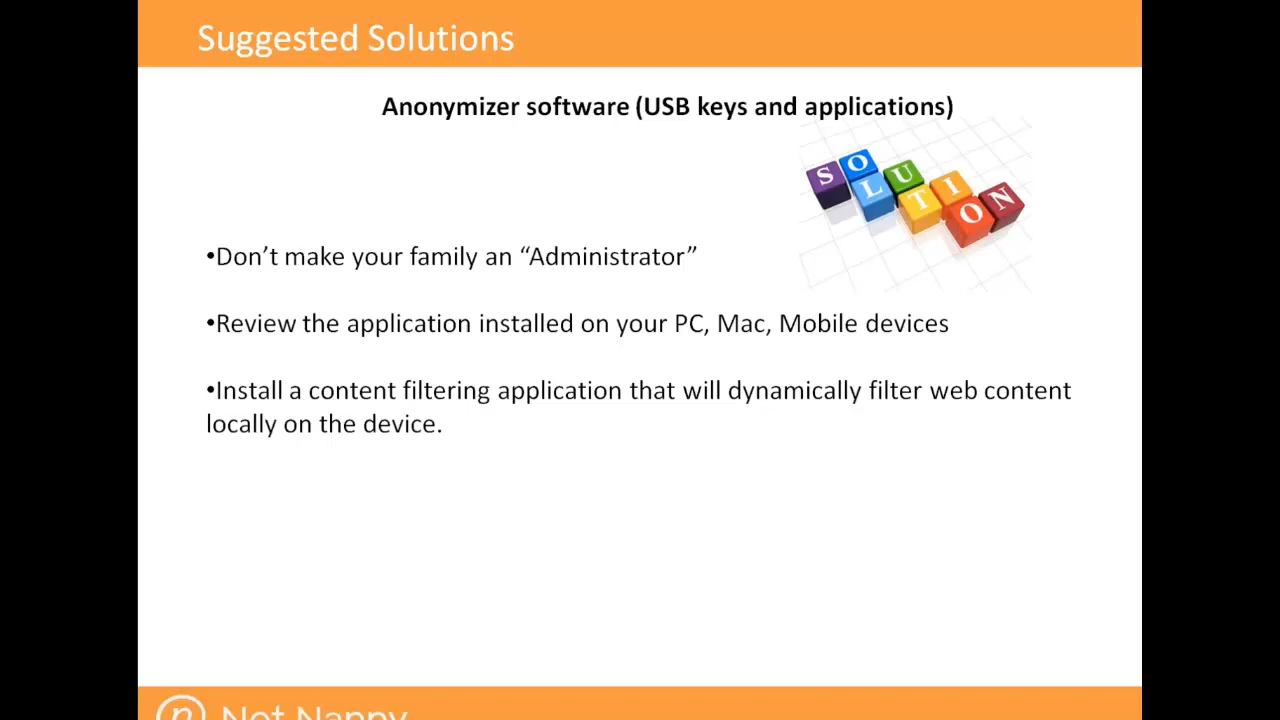 Suggested Solutions
Anonymizer software (USB keys and applications)
SOLUTION
•Don’t make your family an “Administrator”
•Review the application installed on your PC, Mac, Mobile devices
•Install a content filtering application that will dynamically filter web content
locally on the device.
n Net Nanny